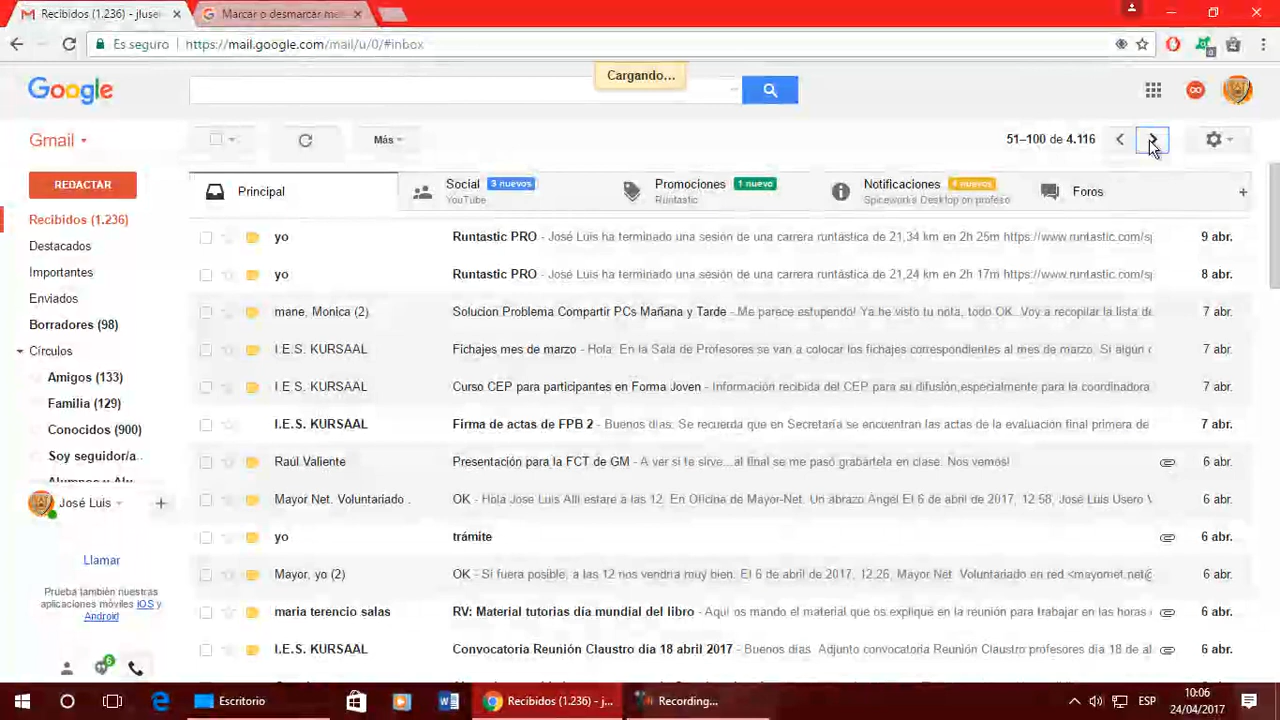 Recibidos (1.236) - jluse
Marcar o desmarcar me
Es seguro https://mail.google.com/mail/u/0/#inbox
Cargando...
Google
Gmail
Más
51–100 de 4.116
REDACTAR
Recibidos (1.236)
Destacados
Importantes
Enviados
Borradores (98)
Círculos
Amigos (133)
Familia (129)
Conocidos (900)
Soy seguidor/a..
José Luis
Llamar
Prueba también nuestras
aplicaciones móviles iOS y
Android
6
Principal
Social 3 nuevos
YouTube
Promociones 1 nuevo
Runtastic
Notificaciones 4 nuevos
Spiceworks Desktop on profeso
Foros
+
yo Runtastic PRO - José Luis ha terminado una sesión de una carrera runtástica de 21,34 km en 2h 25m https://www.runtastic.com/sp 9 abr.
yo Runtastic PRO - José Luis ha terminado una sesión de una carrera runtástica de 21,24 km en 2h 17m https://www.runtastic.com/sp 8 abr.
mane, Monica (2) Solucion Problema Compartir PCs Mañana y Tarde - Me parece estupendo! Ya he visto tu nota, todo OK...Voy a recopilar la lista de 7 abr.
I.E.S. KURSAAL Fichajes mes de marzo - Hola: En la Sala de Profesores se van a colocar los fichajes correspondientes al mes de marzo. Si algún c 7 abr.
I.E.S. KURSAAL Curso CEP para participantes en Forma Joven - Información recibida del CEP para su difusión,especialmente para la coordinadora 7 abr.
I.E.S. KURSAAL Firma de actas de FPB 2 - Buenos días: Se recuerda que en Secretaría se encuentran las actas de la evaluación final primera de 7 abr.
Raúl Valiente Presentación para la FCT de GM - A ver si te sirve...al final se me pasó grabártela en clase. Nos vemos! 6 abr.
Mayor Net. Voluntariado . OK - Hola Jose Luis Alli estare a las 12. En Oficina de Mayor-Net. Un abrazo Angel El 6 de abril de 2017, 12:58, José Luis Usero V 6 abr.
yo trámite 6 abr.
Mayor, yo (2) OK - Si fuera posible, a las 12 nos vendría muy bien. El 6 de abril de 2017, 12:26, Mayor Net. Voluntariado en red <mayornet.net@ 6 abr.
maria terencio salas RV: Material tutorias dia mundial del libro - Aqui os mando el material que os explique en la reunión para trabajar en las horas 6 abr.
I.E.S. KURSAAL Convocatoria Reunión Claustro día 18 abril 2017 - Buenos días: Adjunto convocatoria Reunión Claustro profesores día 18 de ab 6 abr.
Escritorio
Recibidos (1.236) - j...
Recording...
ESP
10:06
24/04/2017